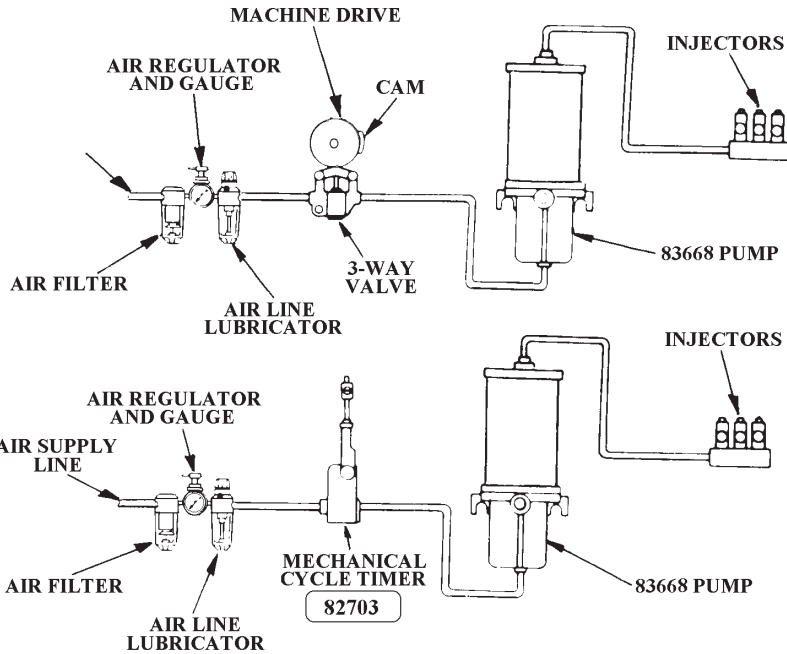 MACHINE DRIVE
INJECTORS
AIR REGULATOR
AND GAUGE
CAM
83668 PUMP
3-WAY
VALVE
AIR FILTER
AIR LINE
LUBRICATOR
INJECTORS
AIR REGULATOR
AND GAUGE
AIR SUPPLY
LINE
MECHANICAL
CYCLE TIMER
82703
AIR FILTER
83668 PUMP
AIR LINE
LUBRICATOR